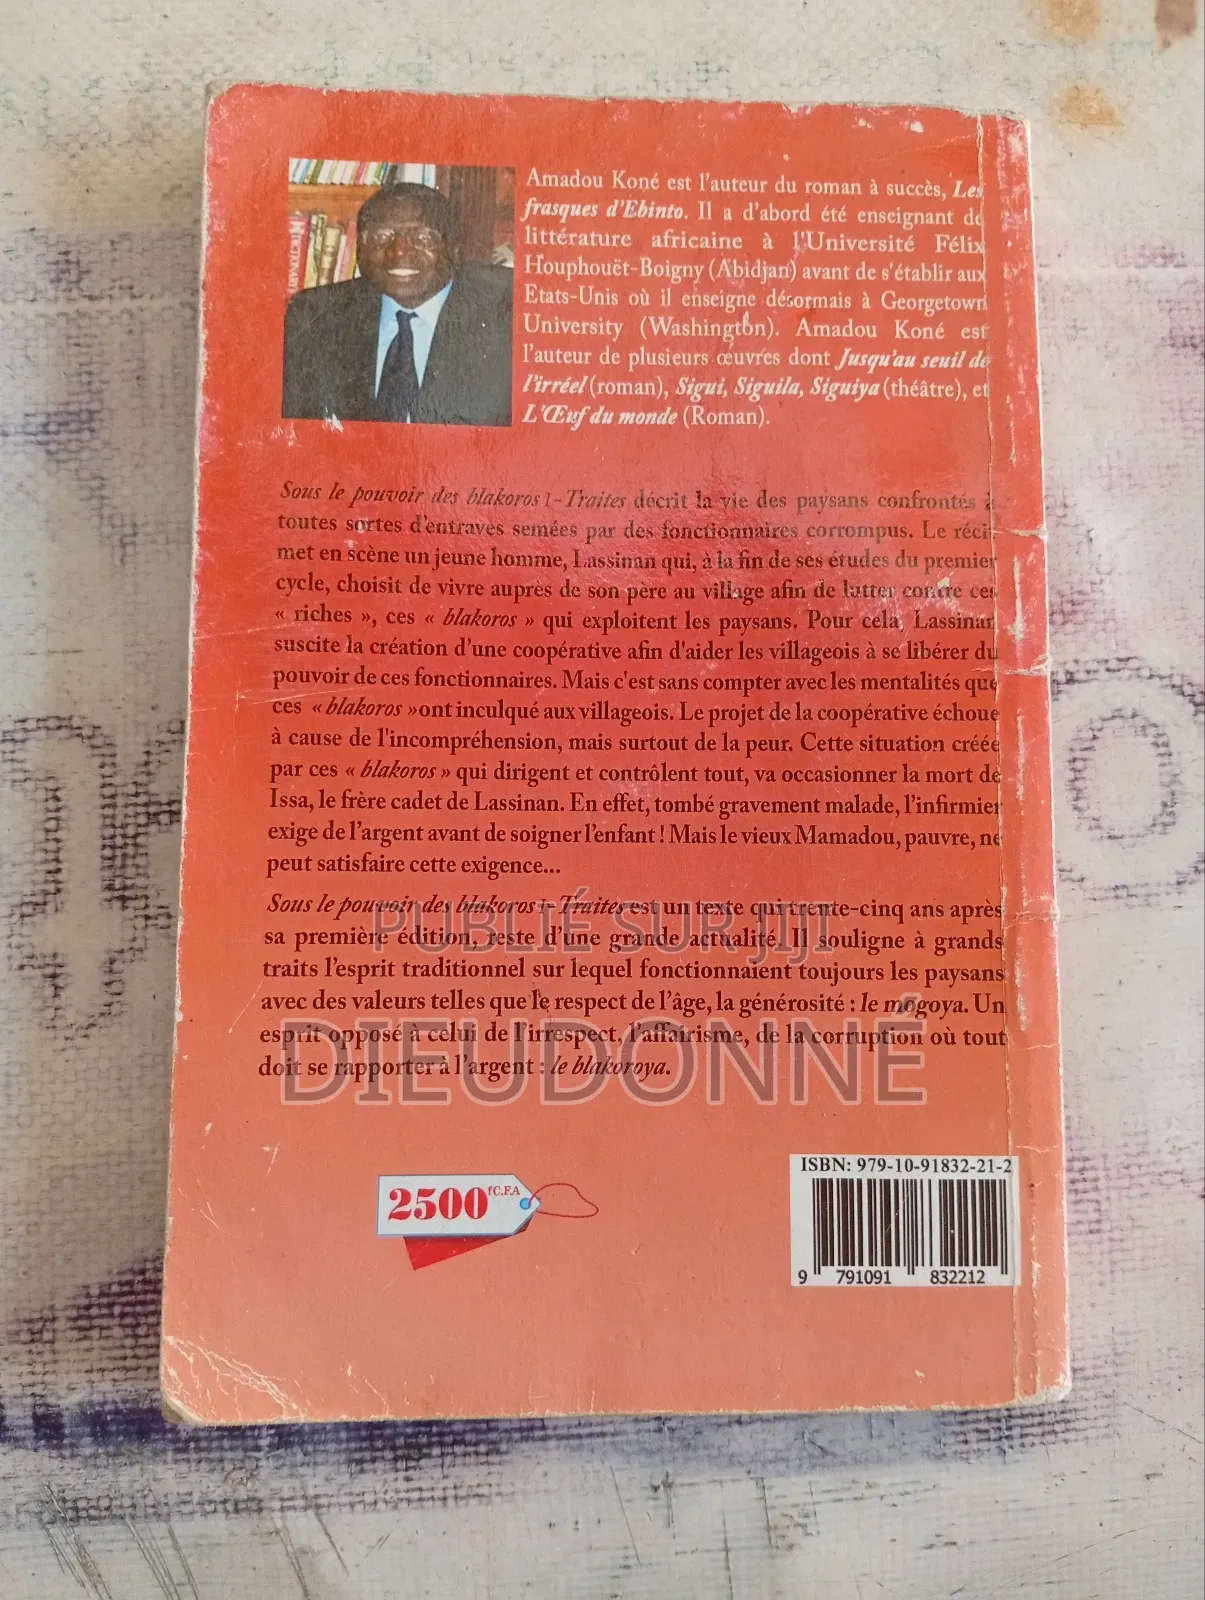 Amadou Koné est l'auteur du roman à succès, Les
frasques d'Ebinto. Il a d'abord été enseignant de
littérature africaine à l'Université Félix
Houphouët-Boigny (Abidjan) avant de s'établir aux
Etats-Unis où il enseigne désormais à Georgetown
University (Washington). Amadou Koné est
l'auteur de plusieurs œuvres dont Jusqu'au seuil de
l'irréel (roman), Sigui, Siguila, Siguiya (théâtre), et
L'Œuf du monde (Roman).
DICTIONARY
Sous le pouvoir des blakoros 1-Traites décrit la vie des paysans confrontés à
toutes sortes d'entraves semées par des fonctionnaires corrompus. Le récit
met en scène un jeune homme, Lassinan qui, à la fin de ses études du premier
cycle, choisit de vivre auprès de son père au village afin de lutter contre ces
« riches », ces « blakoros » qui exploitent les paysans. Pour cela, Lassinan
suscite la création d'une coopérative afin d'aider les villageois à se libérer du
pouvoir de ces fonctionnaires. Mais c'est sans compter avec les mentalités que
ces « blakoros »ont inculqué aux villageois. Le projet de la coopérative échoue
à cause de l'incompréhension, mais surtout de la peur. Cette situation créée
par ces « blakoros » qui dirigent et contrôlent tout, va occasionner la mort de
Issa, le frère cadet de Lassinan. En effet, tombé gravement malade, l'infirmier
exige de l'argent avant de soigner l'enfant ! Mais le vieux Mamadou, pauvre, ne
peut satisfaire cette exigence...
Sous le pouvoir des blakoros 1-Traites est un texte qui trente-cinq ans après
sa première édition, reste d'une grande actualité. Il souligne à grands
traits l'esprit traditionnel sur lequel fonctionnaient toujours les paysans
avec des valeurs telles que le respect de l'âge, la générosité : le mogoya. Un
esprit opposé à celui de l'irrespect, l'affairisme, de la corruption où tout
doit se rapporter à l'argent : le blakoroya.
PUBLIÉ SUR JIJI
DIEUDONNÉ
2500 fC.F.A
ISBN: 979-10-91832-21-2
9 791091 832212